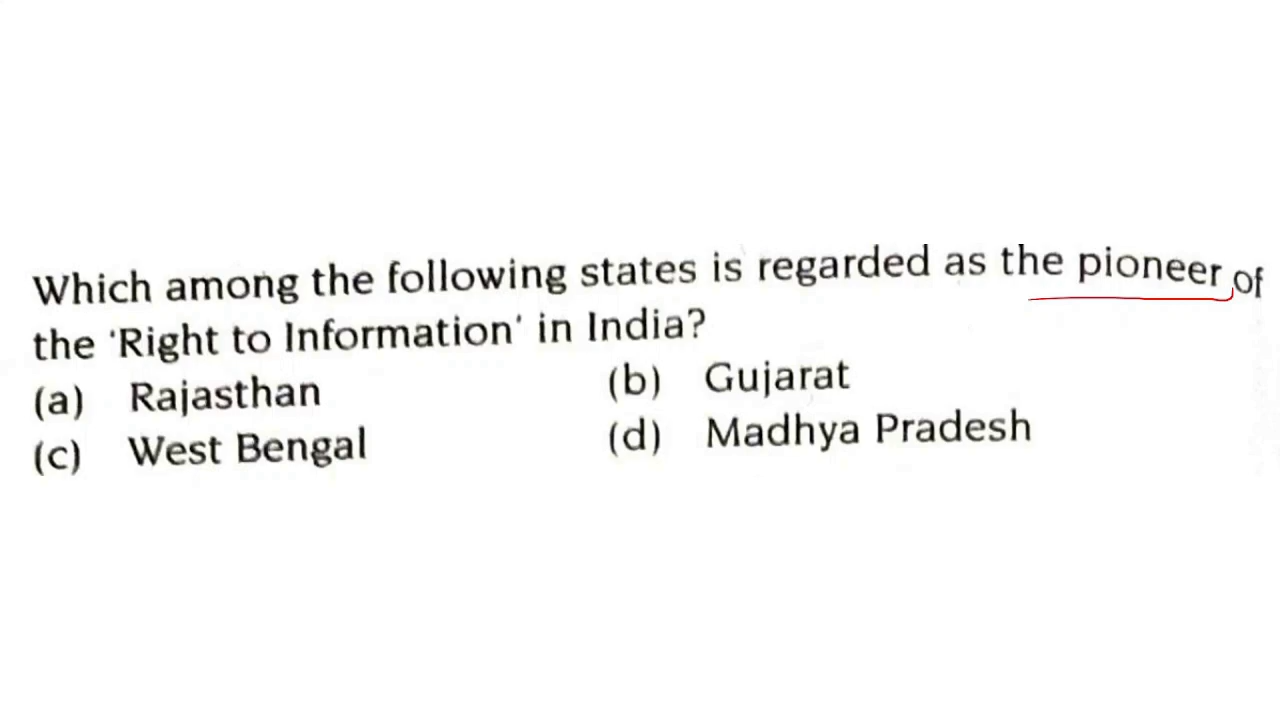 Which among the following states is regarded as the pioneer of
the 'Right to Information' in India?
(a) Rajasthan (b) Gujarat
(c) West Bengal (d) Madhya Pradesh